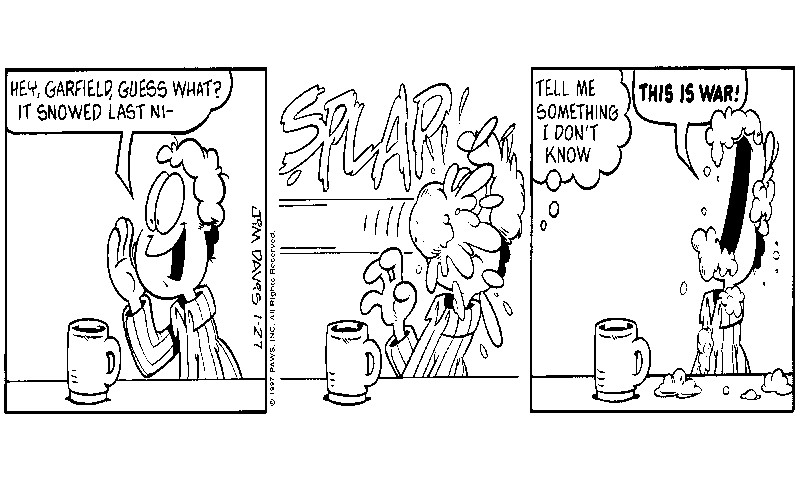 HEY, GARFIELD, GUESS WHAT?
IT SNOWED LAST NI-
JIM DAVIS 1-27
© 1997 PAWS, INC. All Rights Reserved.
SPLAP!
TELL ME
SOMETHING
I DON'T
KNOW
THIS IS WAR!